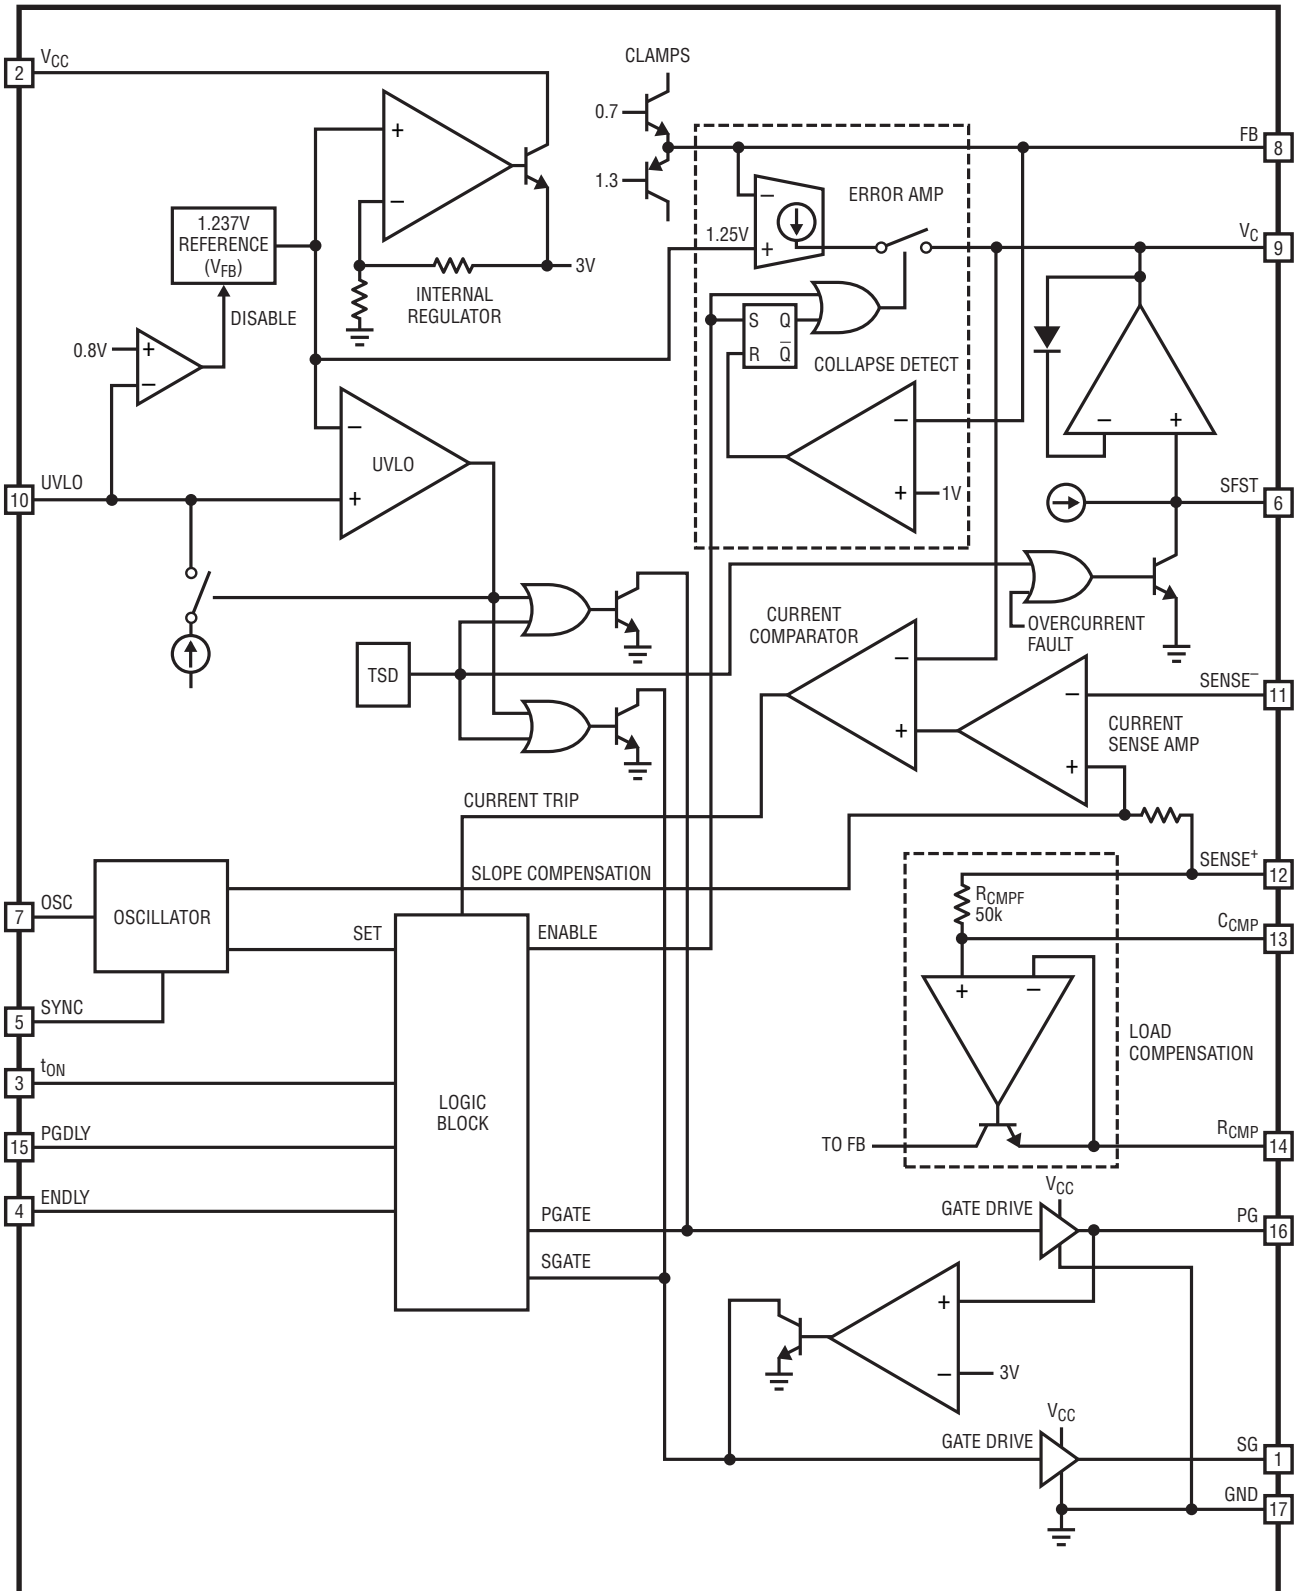 VCC
2
CLAMPS
0.7
+
FB
8
1.3
–
–
ERROR AMP
1.237V
REFERENCE
(VFB)
1.25V
+
VC
9
3V
INTERNAL
REGULATOR
DISABLE
S Q
R Q̅
0.8V
+
–
COLLAPSE DETECT
–
–
+
–
UVLO
UVLO
10
+
+
1V
SFST
6
CURRENT
COMPARATOR
OVERCURRENT
FAULT
–
TSD
SENSE–
11
–
+
CURRENT
SENSE AMP
+
CURRENT TRIP
SLOPE COMPENSATION
SENSE+
12
RCMPF
50k
OSC
7
OSCILLATOR
SET
ENABLE
CCMP
13
+
–
SYNC
5
LOAD
COMPENSATION
tON
3
LOGIC
BLOCK
PGDLY
15
TO FB
RCMP
14
ENDLY
4
VCC
PGATE
GATE DRIVE
PG
16
SGATE
+
–
3V
VCC
GATE DRIVE
SG
1
GND
17